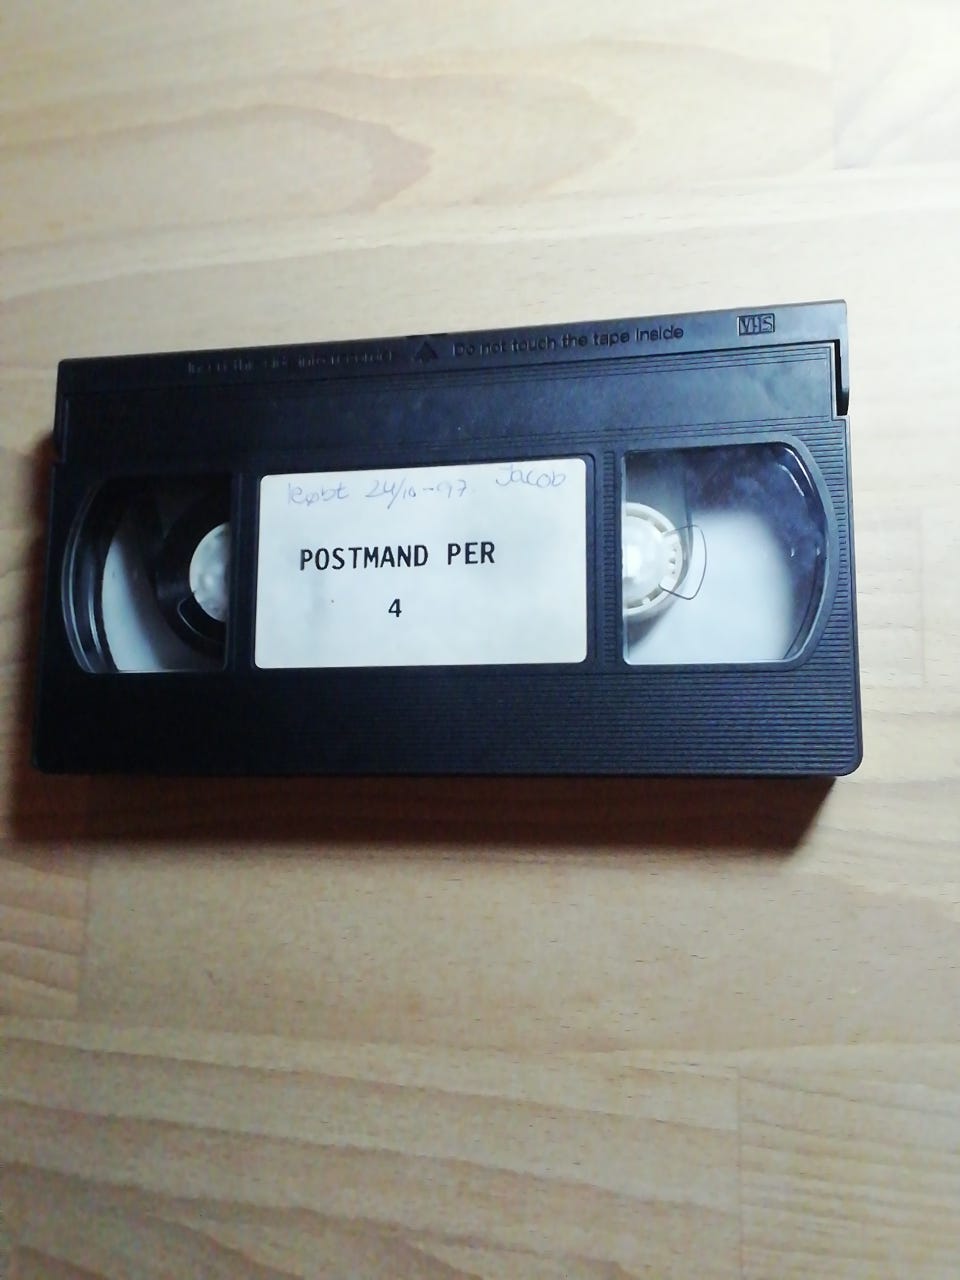 Do not touch the tape inside VHS
købt 24/10-97. Jacob
POSTMAND PER
4